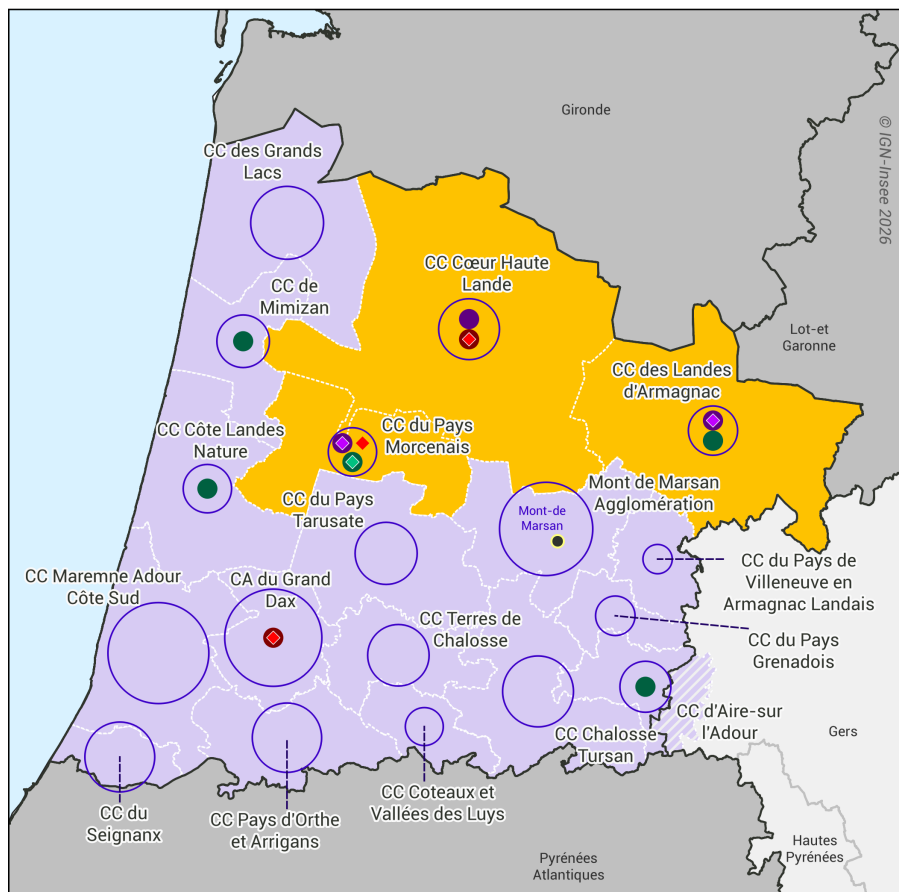 Gironde
© IGN-Insee 2026
CC des Grands
Lacs
CC Cœur Haute
Lande
CC de
Mimizan
Lot-et
Garonne
CC des Landes
d'Armagnac
CC Côte Landes
Nature
CC du Pays
Morcenais
CC du Pays
Tarusate
Mont de Marsan
Agglomération
Mont-de
Marsan
CC Maremne Adour
Côte Sud
CA du Grand
Dax
CC du Pays de
Villeneuve en
Armagnac Landais
CC Terres de
Chalosse
CC du Pays
Grenadois
CC d'Aire-sur
l'Adour
CC Chalosse
Tursan
Gers
CC du
Seignanx
CC Pays d'Orthe
et Arrigans
CC Coteaux et
Vallées des Luys
Hautes
Pyrénées
Pyrénées
Atlantiques